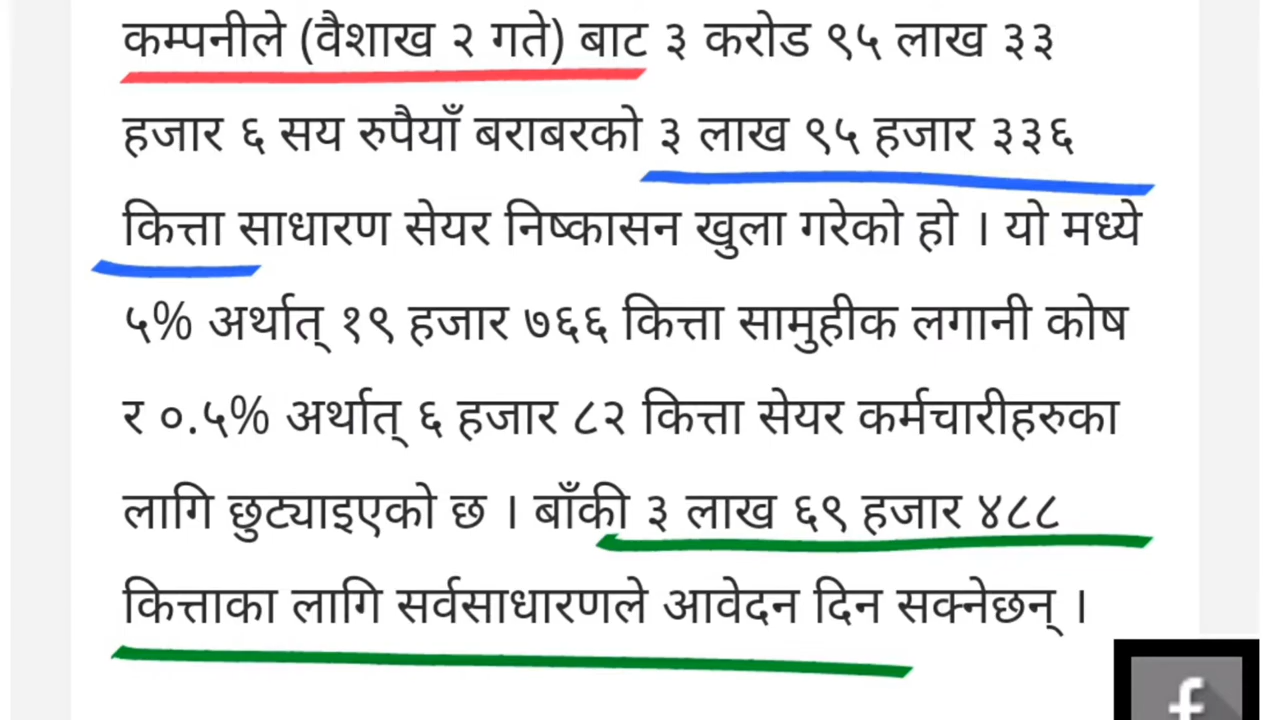 कम्पनीले (वैशाख २ गते) बाट ३ करोड ९५ लाख ३३
हजार ६ सय रुपैयाँ बराबरको ३ लाख ९५ हजार ३३६
कित्ता साधारण सेयर निष्कासन खुला गरेको हो । यो मध्ये
५% अर्थात् १९ हजार ७६६ कित्ता सामुहीक लगानी कोष
र ०.५% अर्थात् ६ हजार ८२ कित्ता सेयर कर्मचारीहरुका
लागि छुट्याइएको छ । बाँकी ३ लाख ६९ हजार ४८८
कित्ताका लागि सर्वसाधारणले आवेदन दिन सक्नेछन् ।
f